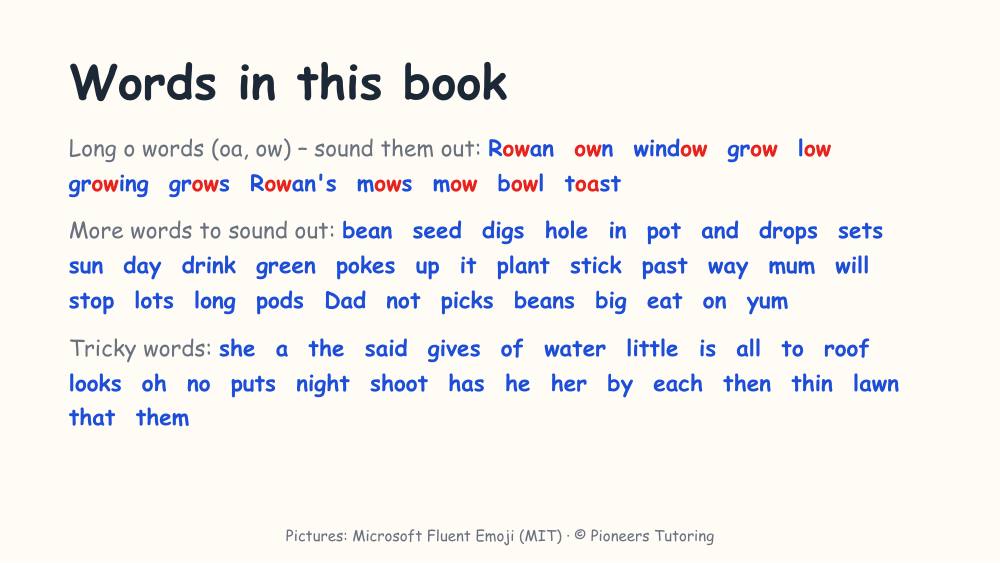 Words in this book
Long o words (oa, ow) – sound them out: Rowan own window grow low
growing grows Rowan's mows mow bowl toast
More words to sound out: bean seed digs hole in pot and drops sets
sun day drink green pokes up it plant stick past way mum will
stop lots long pods Dad not picks beans big eat on yum
Tricky words: she a the said gives of water little is all to roof
looks oh no puts night shoot has he her by each then thin lawn
that them
Pictures: Microsoft Fluent Emoji (MIT) · © Pioneers Tutoring